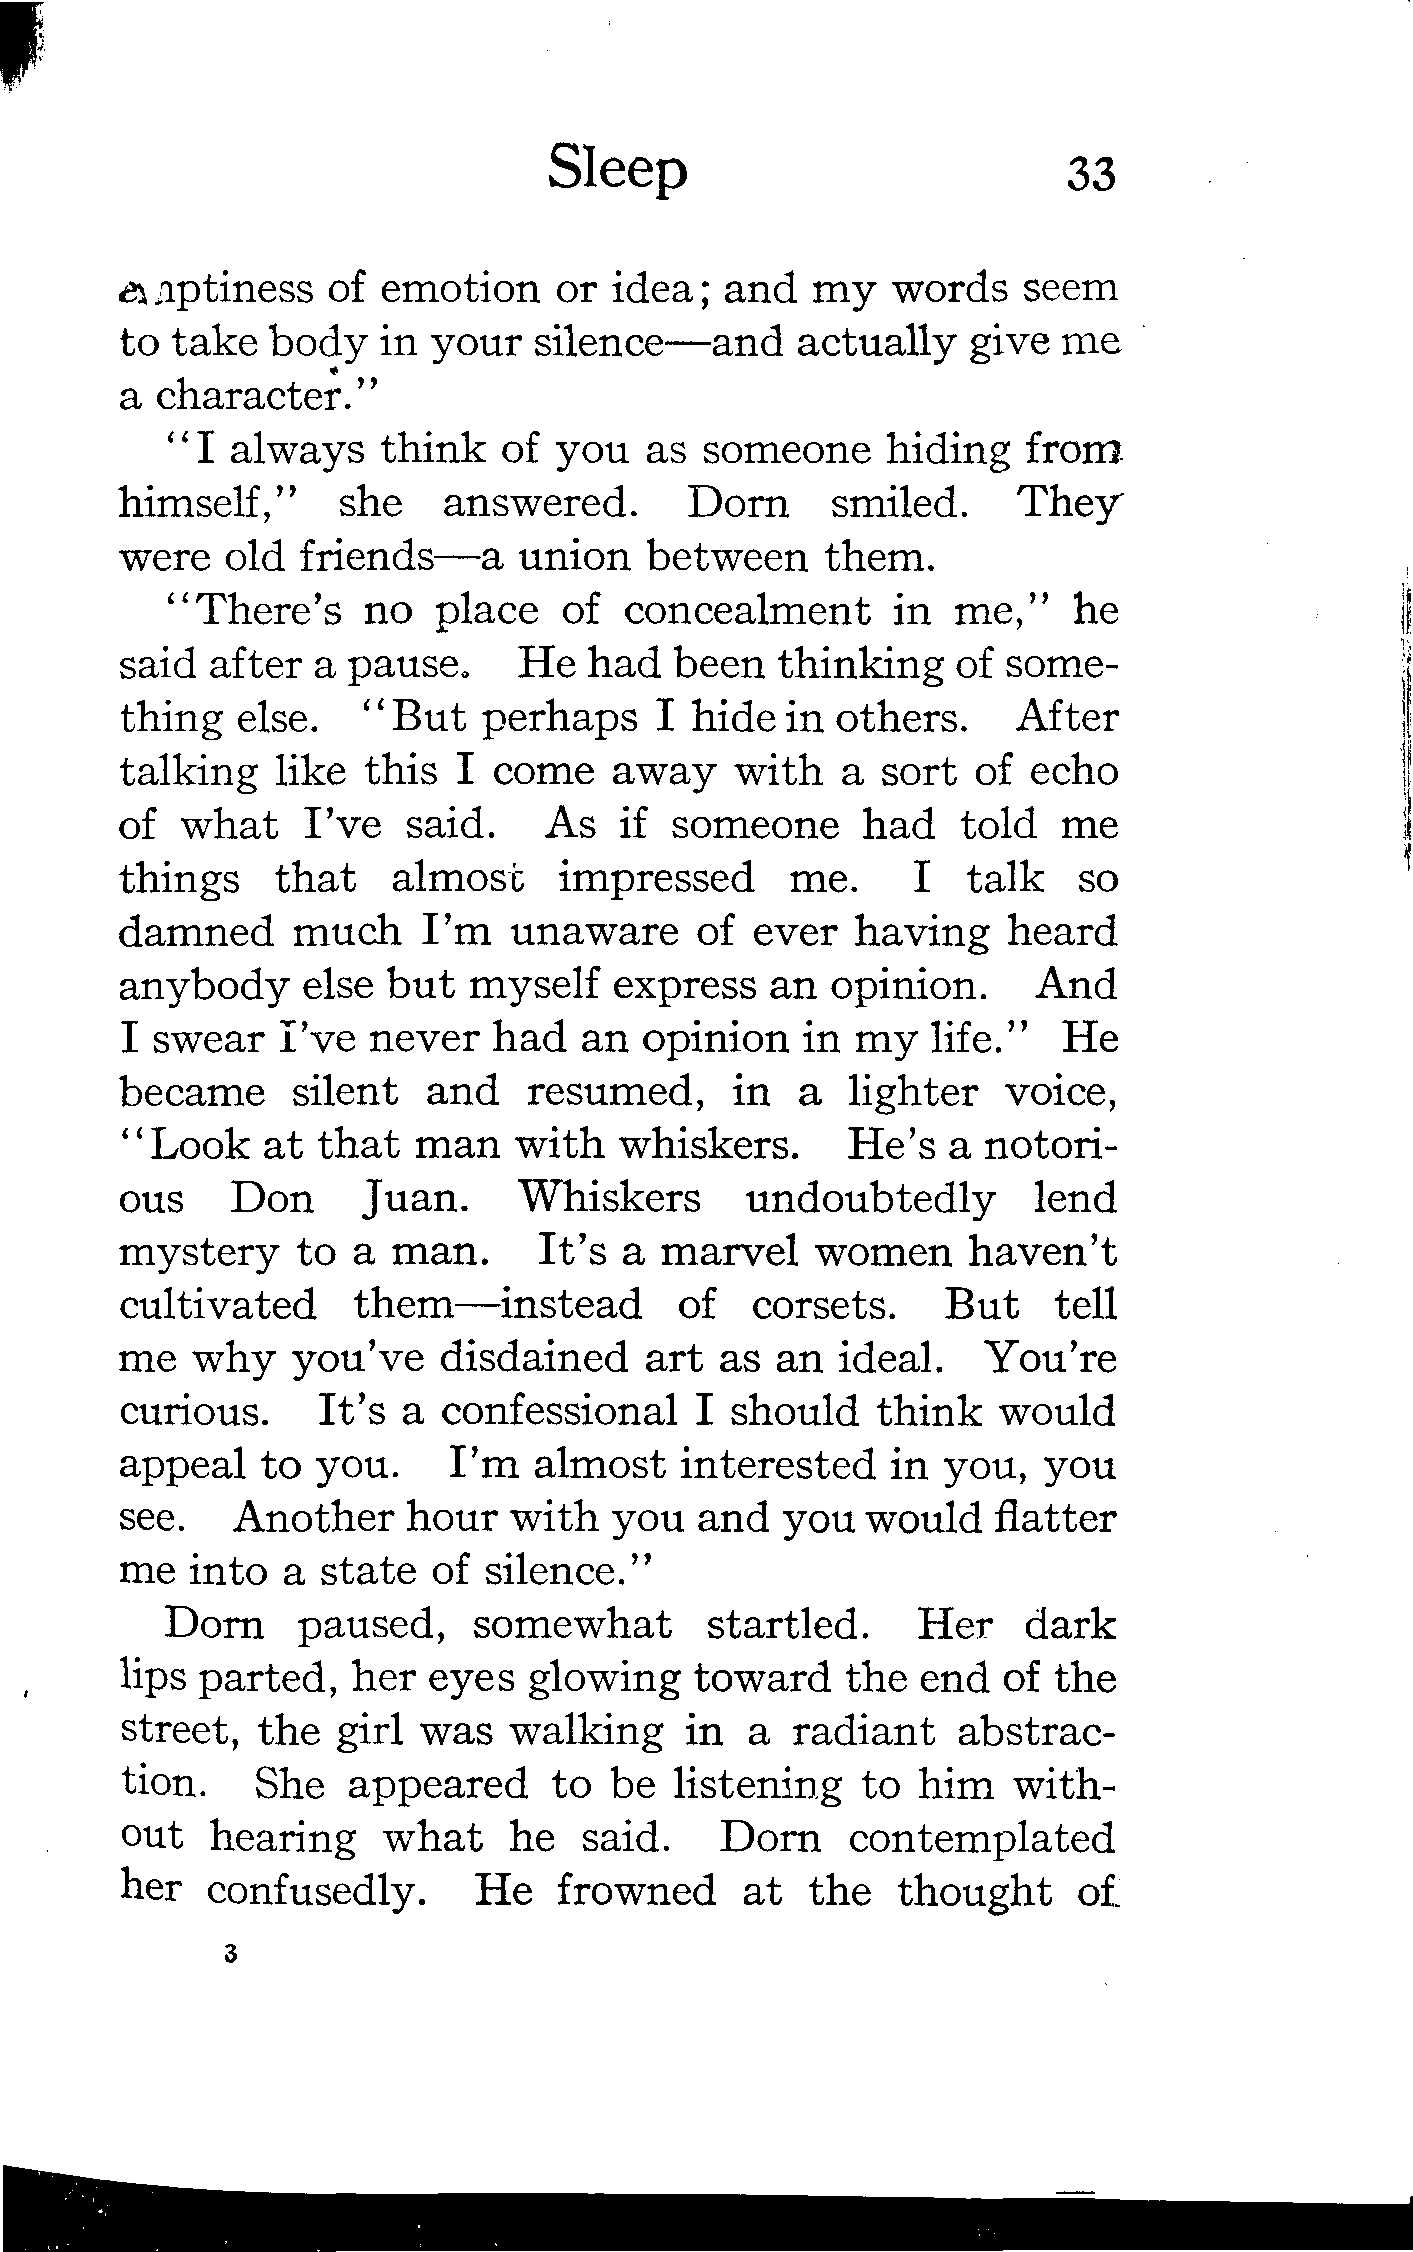 Sleep 33
emptiness of emotion or idea; and my words seem
to take body in your silence—and actually give me
a character."
"I always think of you as someone hiding from
himself," she answered. Dorn smiled. They
were old friends—a union between them.
"There's no place of concealment in me," he
said after a pause. He had been thinking of some-
thing else. "But perhaps I hide in others. After
talking like this I come away with a sort of echo
of what I've said. As if someone had told me
things that almost impressed me. I talk so
damned much I'm unaware of ever having heard
anybody else but myself express an opinion. And
I swear I've never had an opinion in my life." He
became silent and resumed, in a lighter voice,
"Look at that man with whiskers. He's a notori-
ous Don Juan. Whiskers undoubtedly lend
mystery to a man. It's a marvel women haven't
cultivated them—instead of corsets. But tell
me why you've disdained art as an ideal. You're
curious. It's a confessional I should think would
appeal to you. I'm almost interested in you, you
see. Another hour with you and you would flatter
me into a state of silence."
Dorn paused, somewhat startled. Her dark
lips parted, her eyes glowing toward the end of the
street, the girl was walking in a radiant abstrac-
tion. She appeared to be listening to him with-
out hearing what he said. Dorn contemplated
her confusedly. He frowned at the thought of
3